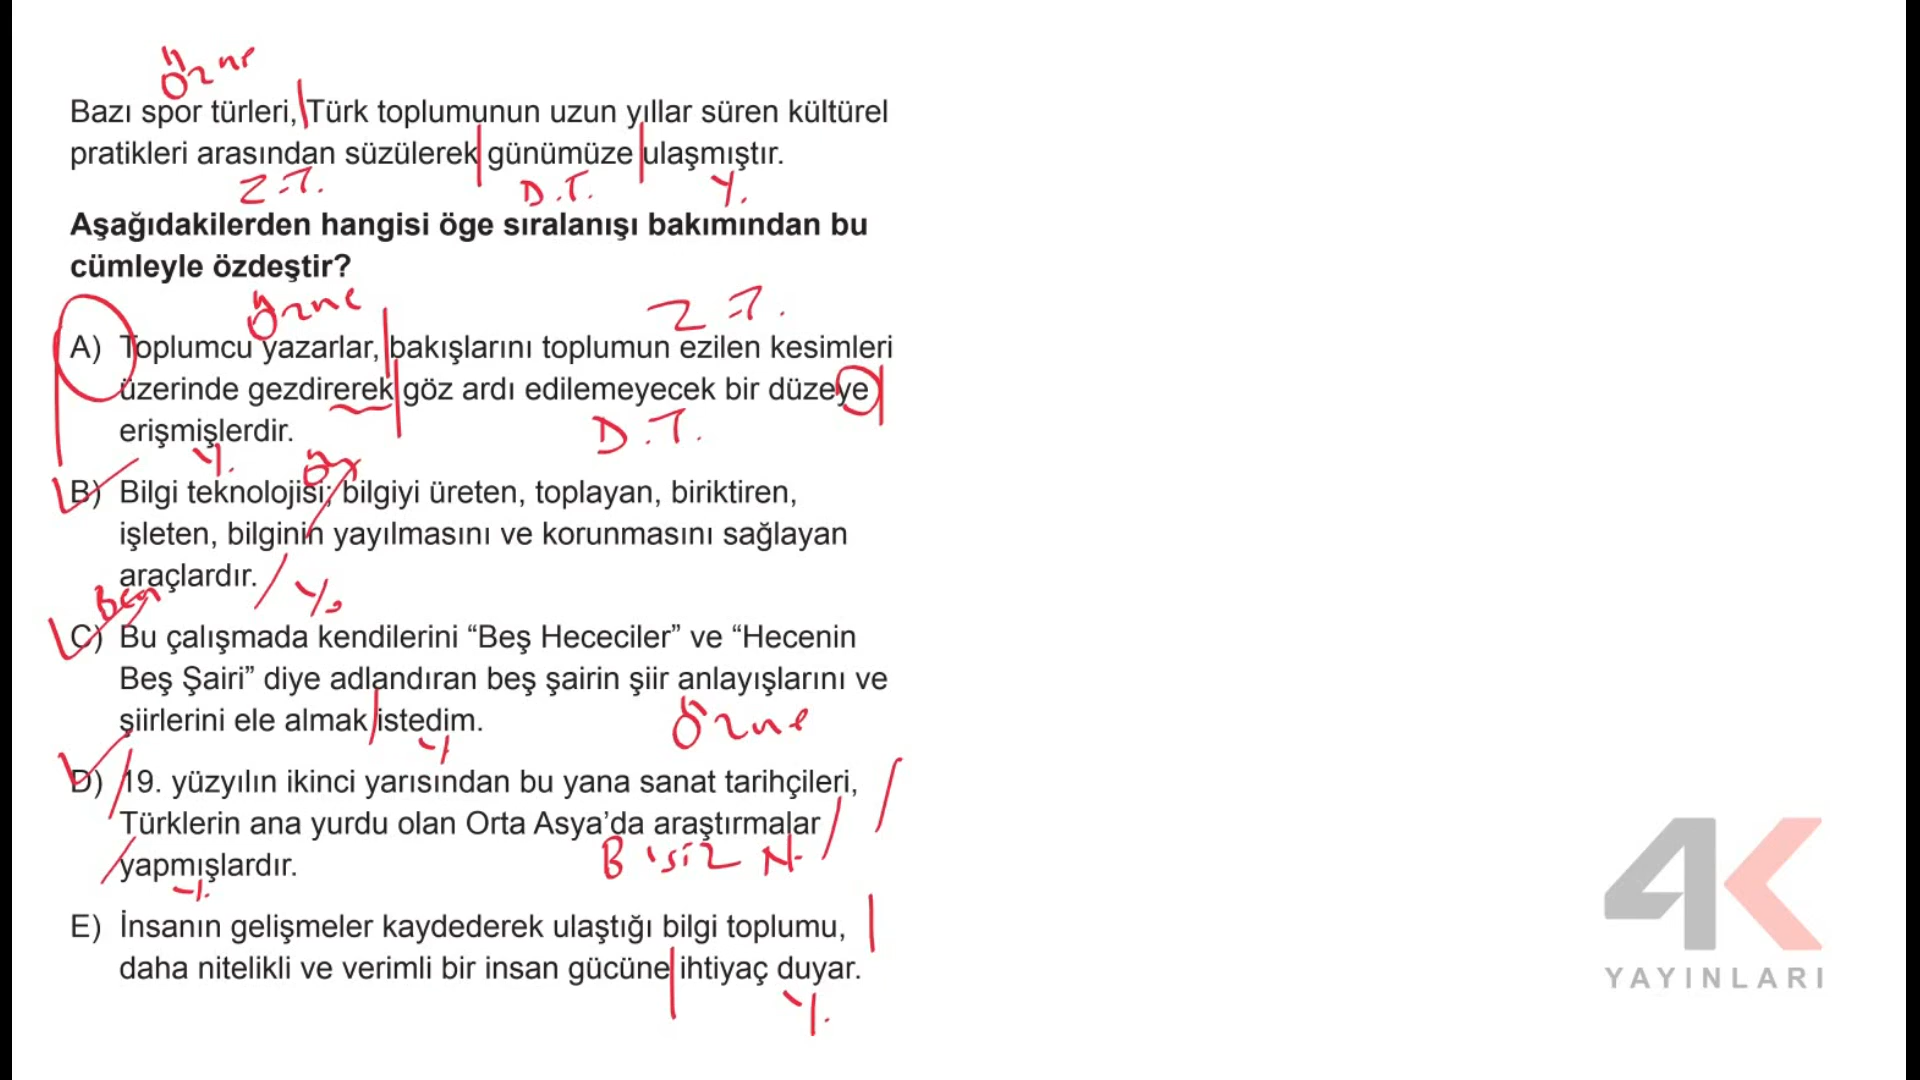 Özne
Bazı spor türleri, Türk toplumunun uzun yıllar süren kültürel
pratikleri arasından süzülerek günümüze ulaşmıştır.
Z.T. D.T. Y.
Aşağıdakilerden hangisi öge sıralanışı bakımından bu
cümleyle özdeştir?
Özne Z.T.
A) Toplumcu yazarlar, bakışlarını toplumun ezilen kesimleri
üzerinde gezdirerek göz ardı edilemeyecek bir düzeye
erişmişlerdir. D.T.
Y.
B) Bilgi teknolojisi; bilgiyi üreten, toplayan, biriktiren,
işleten, bilginin yayılmasını ve korunmasını sağlayan
araçlardır.
Y.
Ben
C) Bu çalışmada kendilerini “Beş Hececiler” ve “Hecenin
Beş Şairi” diye adlandıran beş şairin şiir anlayışlarını ve
şiirlerini ele almak istedim.
Y
Özne
D) 19. yüzyılın ikinci yarısından bu yana sanat tarihçileri,
Türklerin ana yurdu olan Orta Asya’da araştırmalar
yapmışlardır.
B'siz N.
Y.
E) İnsanın gelişmeler kaydederek ulaştığı bilgi toplumu,
daha nitelikli ve verimli bir insan gücüne ihtiyaç duyar.
Y.
4K
YAYINLARI